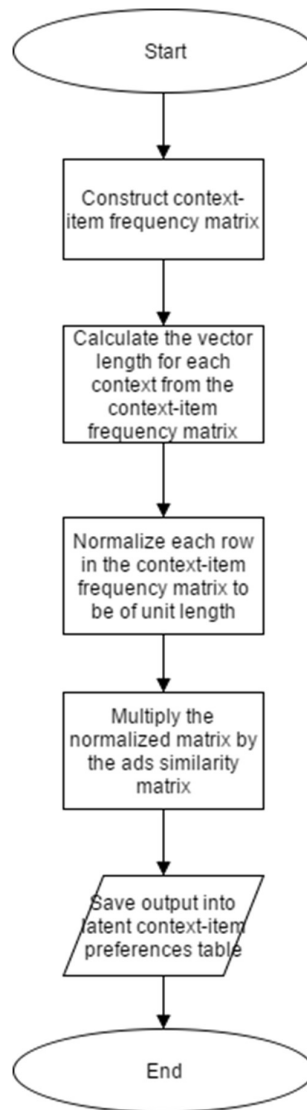 Start
Construct context-
item frequency matrix
Calculate the vector
length for each
context from the
context-item
frequency matrix
Normalize each row
in the context-item
frequency matrix to
be of unit length
Multiply the
normalized matrix by
the ads similarity
matrix
Save output into
latent context-item
preferences table
End